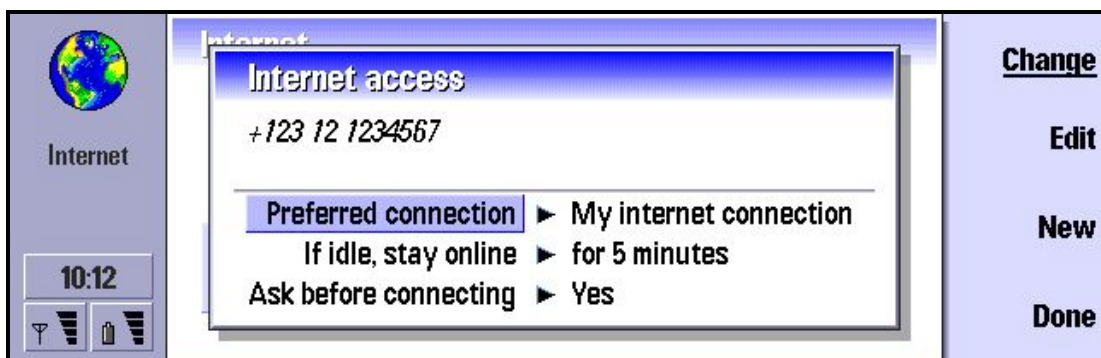 Internet
10:12
Internet
Internet access
+123 12 1234567
Preferred connection My internet connection
If idle, stay online for 5 minutes
Ask before connecting Yes
Change
Edit
New
Done